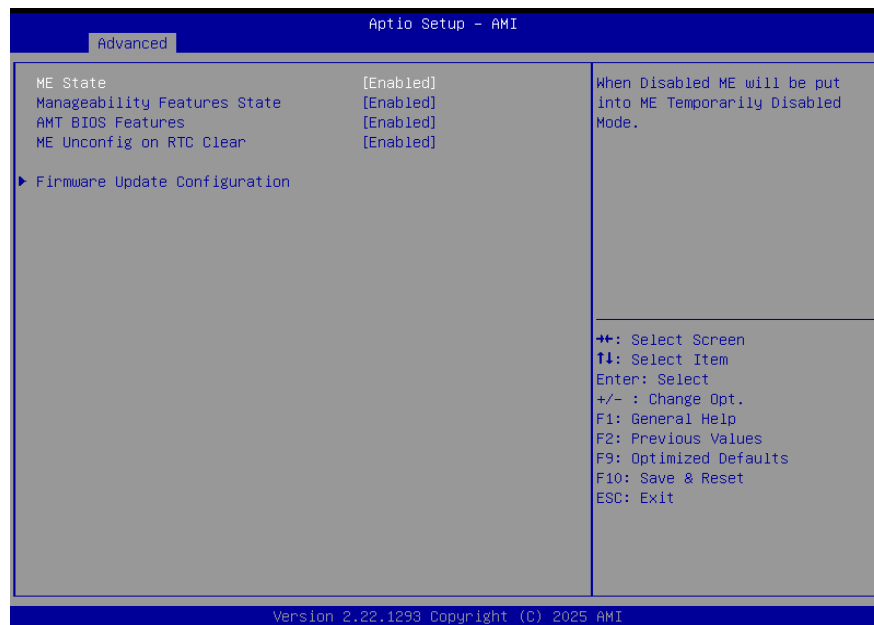 Aptio Setup – AMI
Advanced
ME State [Enabled]
Manageability Features State [Enabled]
AMT BIOS Features [Enabled]
ME Unconfig on RTC Clear [Enabled]
▶ Firmware Update Configuration
When Disabled ME will be put
into ME Temporarily Disabled
Mode.
→←: Select Screen
↑↓: Select Item
Enter: Select
+/- : Change Opt.
F1: General Help
F2: Previous Values
F9: Optimized Defaults
F10: Save & Reset
ESC: Exit
Version 2.22.1293 Copyright (C) 2025 AMI